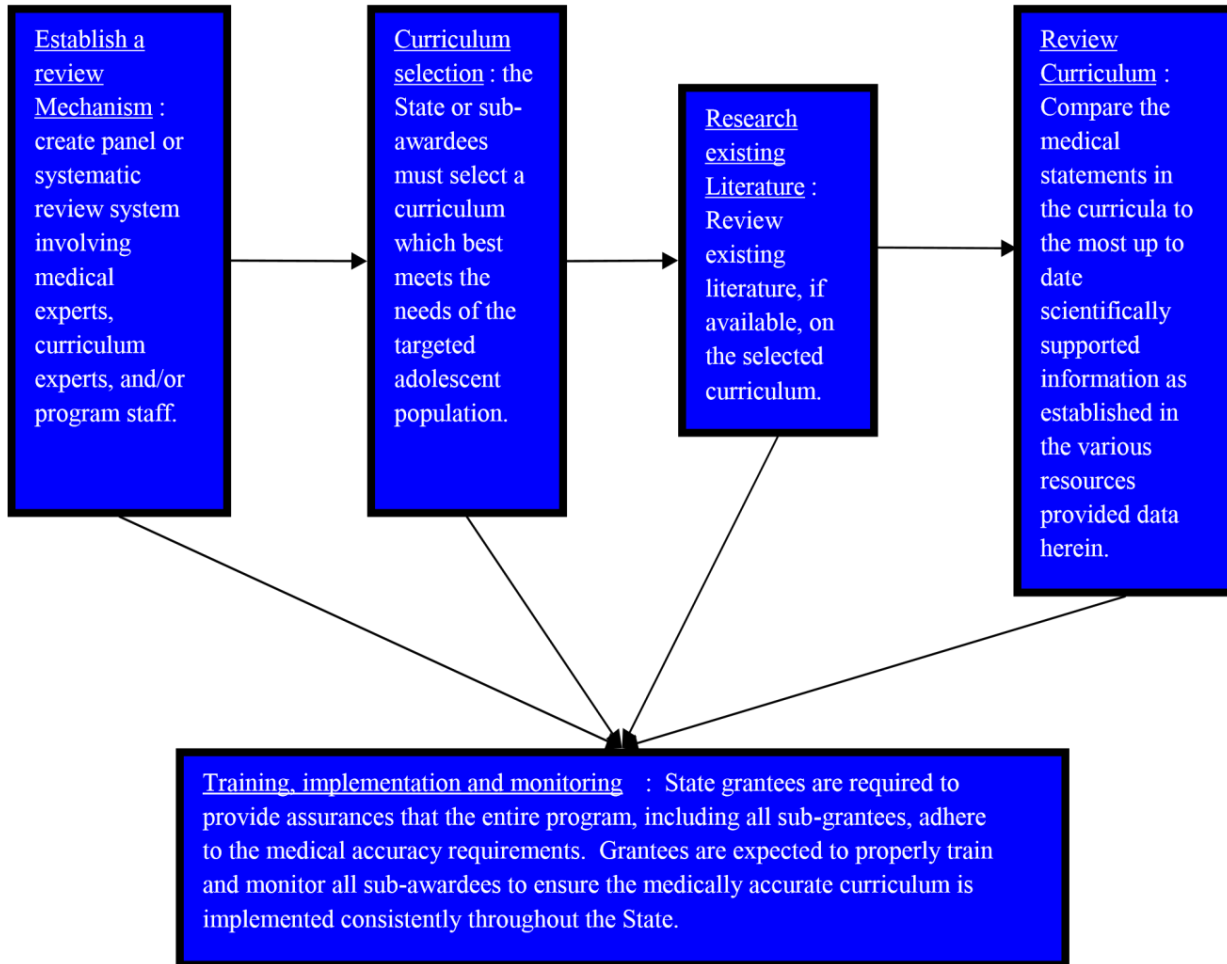 Establish a
review
Mechanism :
create panel or
systematic
review system
involving
medical
experts,
curriculum
experts, and/or
program staff.
Curriculum
selection : the
State or sub-
awardees
must select a
curriculum
which best
meets the
needs of the
targeted
adolescent
population.
Research
existing
Literature :
Review
existing
literature, if
available, on
the selected
curriculum.
Review
Curriculum :
Compare the
medical
statements in
the curricula to
the most up to
date
scientifically
supported
information as
established in
the various
resources
provided data
herein.
Training, implementation and monitoring : State grantees are required to
provide assurances that the entire program, including all sub-grantees, adhere
to the medical accuracy requirements. Grantees are expected to properly train
and monitor all sub-awardees to ensure the medically accurate curriculum is
implemented consistently throughout the State.